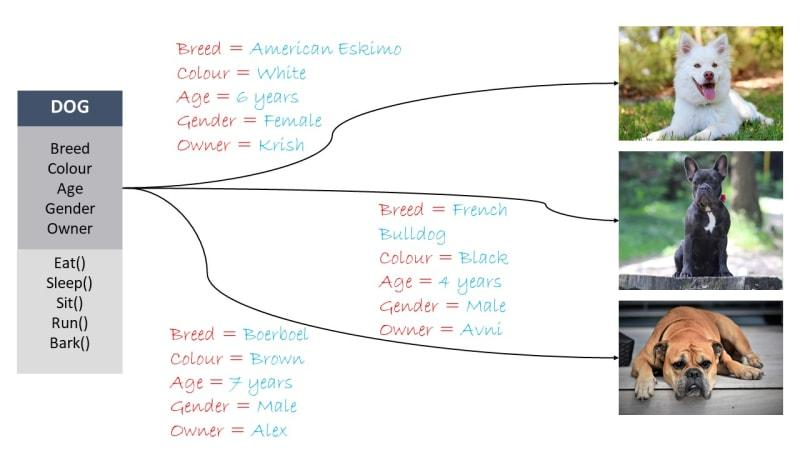 DOG
Breed
Colour
Age
Gender
Owner
Eat()
Sleep()
Sit()
Run()
Bark()
Breed = American Eskimo
Colour = White
Age = 6 years
Gender = Female
Owner = Krish
Breed = French
Bulldog
Colour = Black
Age = 4 years
Gender = Male
Owner = Avni
Breed = Boerboel
Colour = Brown
Age = 7 years
Gender = Male
Owner = Alex